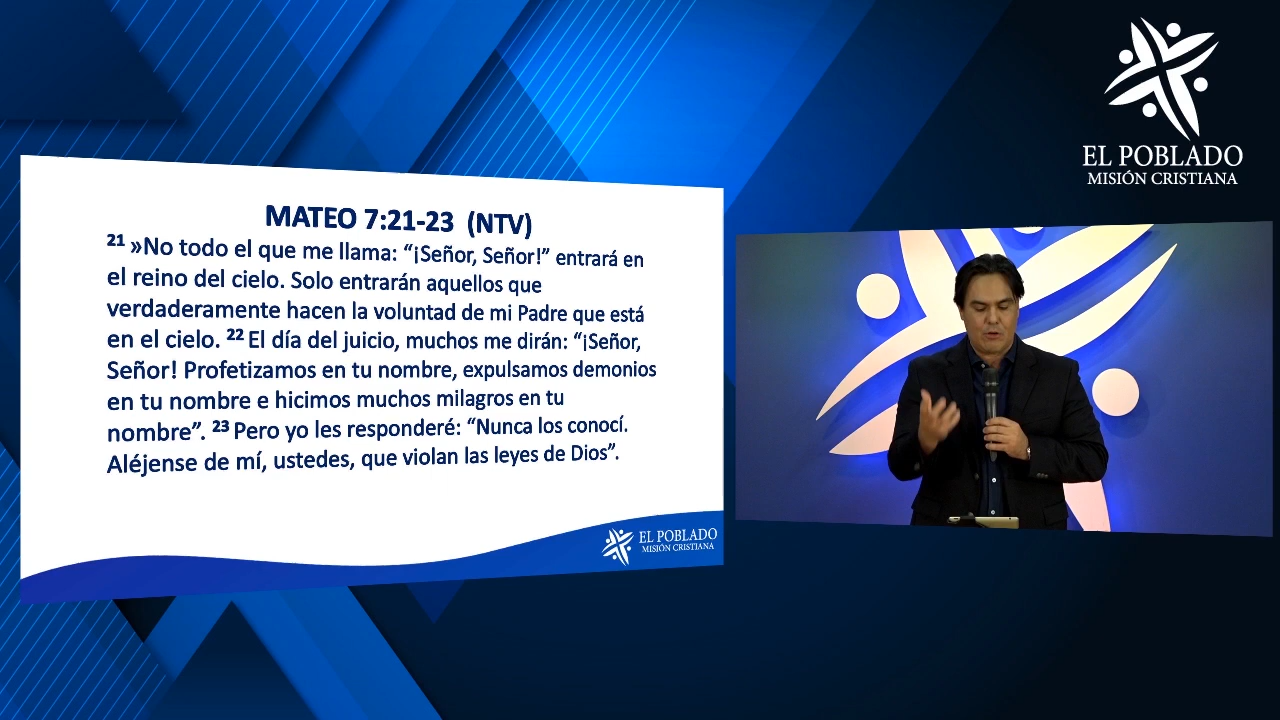 EL POBLADO
MISIÓN CRISTIANA
MATEO 7:21-23 (NTV)
21 »No todo el que me llama: “¡Señor, Señor!” entrará en
el reino del cielo. Solo entrarán aquellos que
verdaderamente hacen la voluntad de mi Padre que está
en el cielo. 22 El día del juicio, muchos me dirán: “¡Señor,
Señor! Profetizamos en tu nombre, expulsamos demonios
en tu nombre e hicimos muchos milagros en tu
nombre”. 23 Pero yo les responderé: “Nunca los conocí.
Aléjense de mí, ustedes, que violan las leyes de Dios”.
EL POBLADO
MISIÓN CRISTIANA